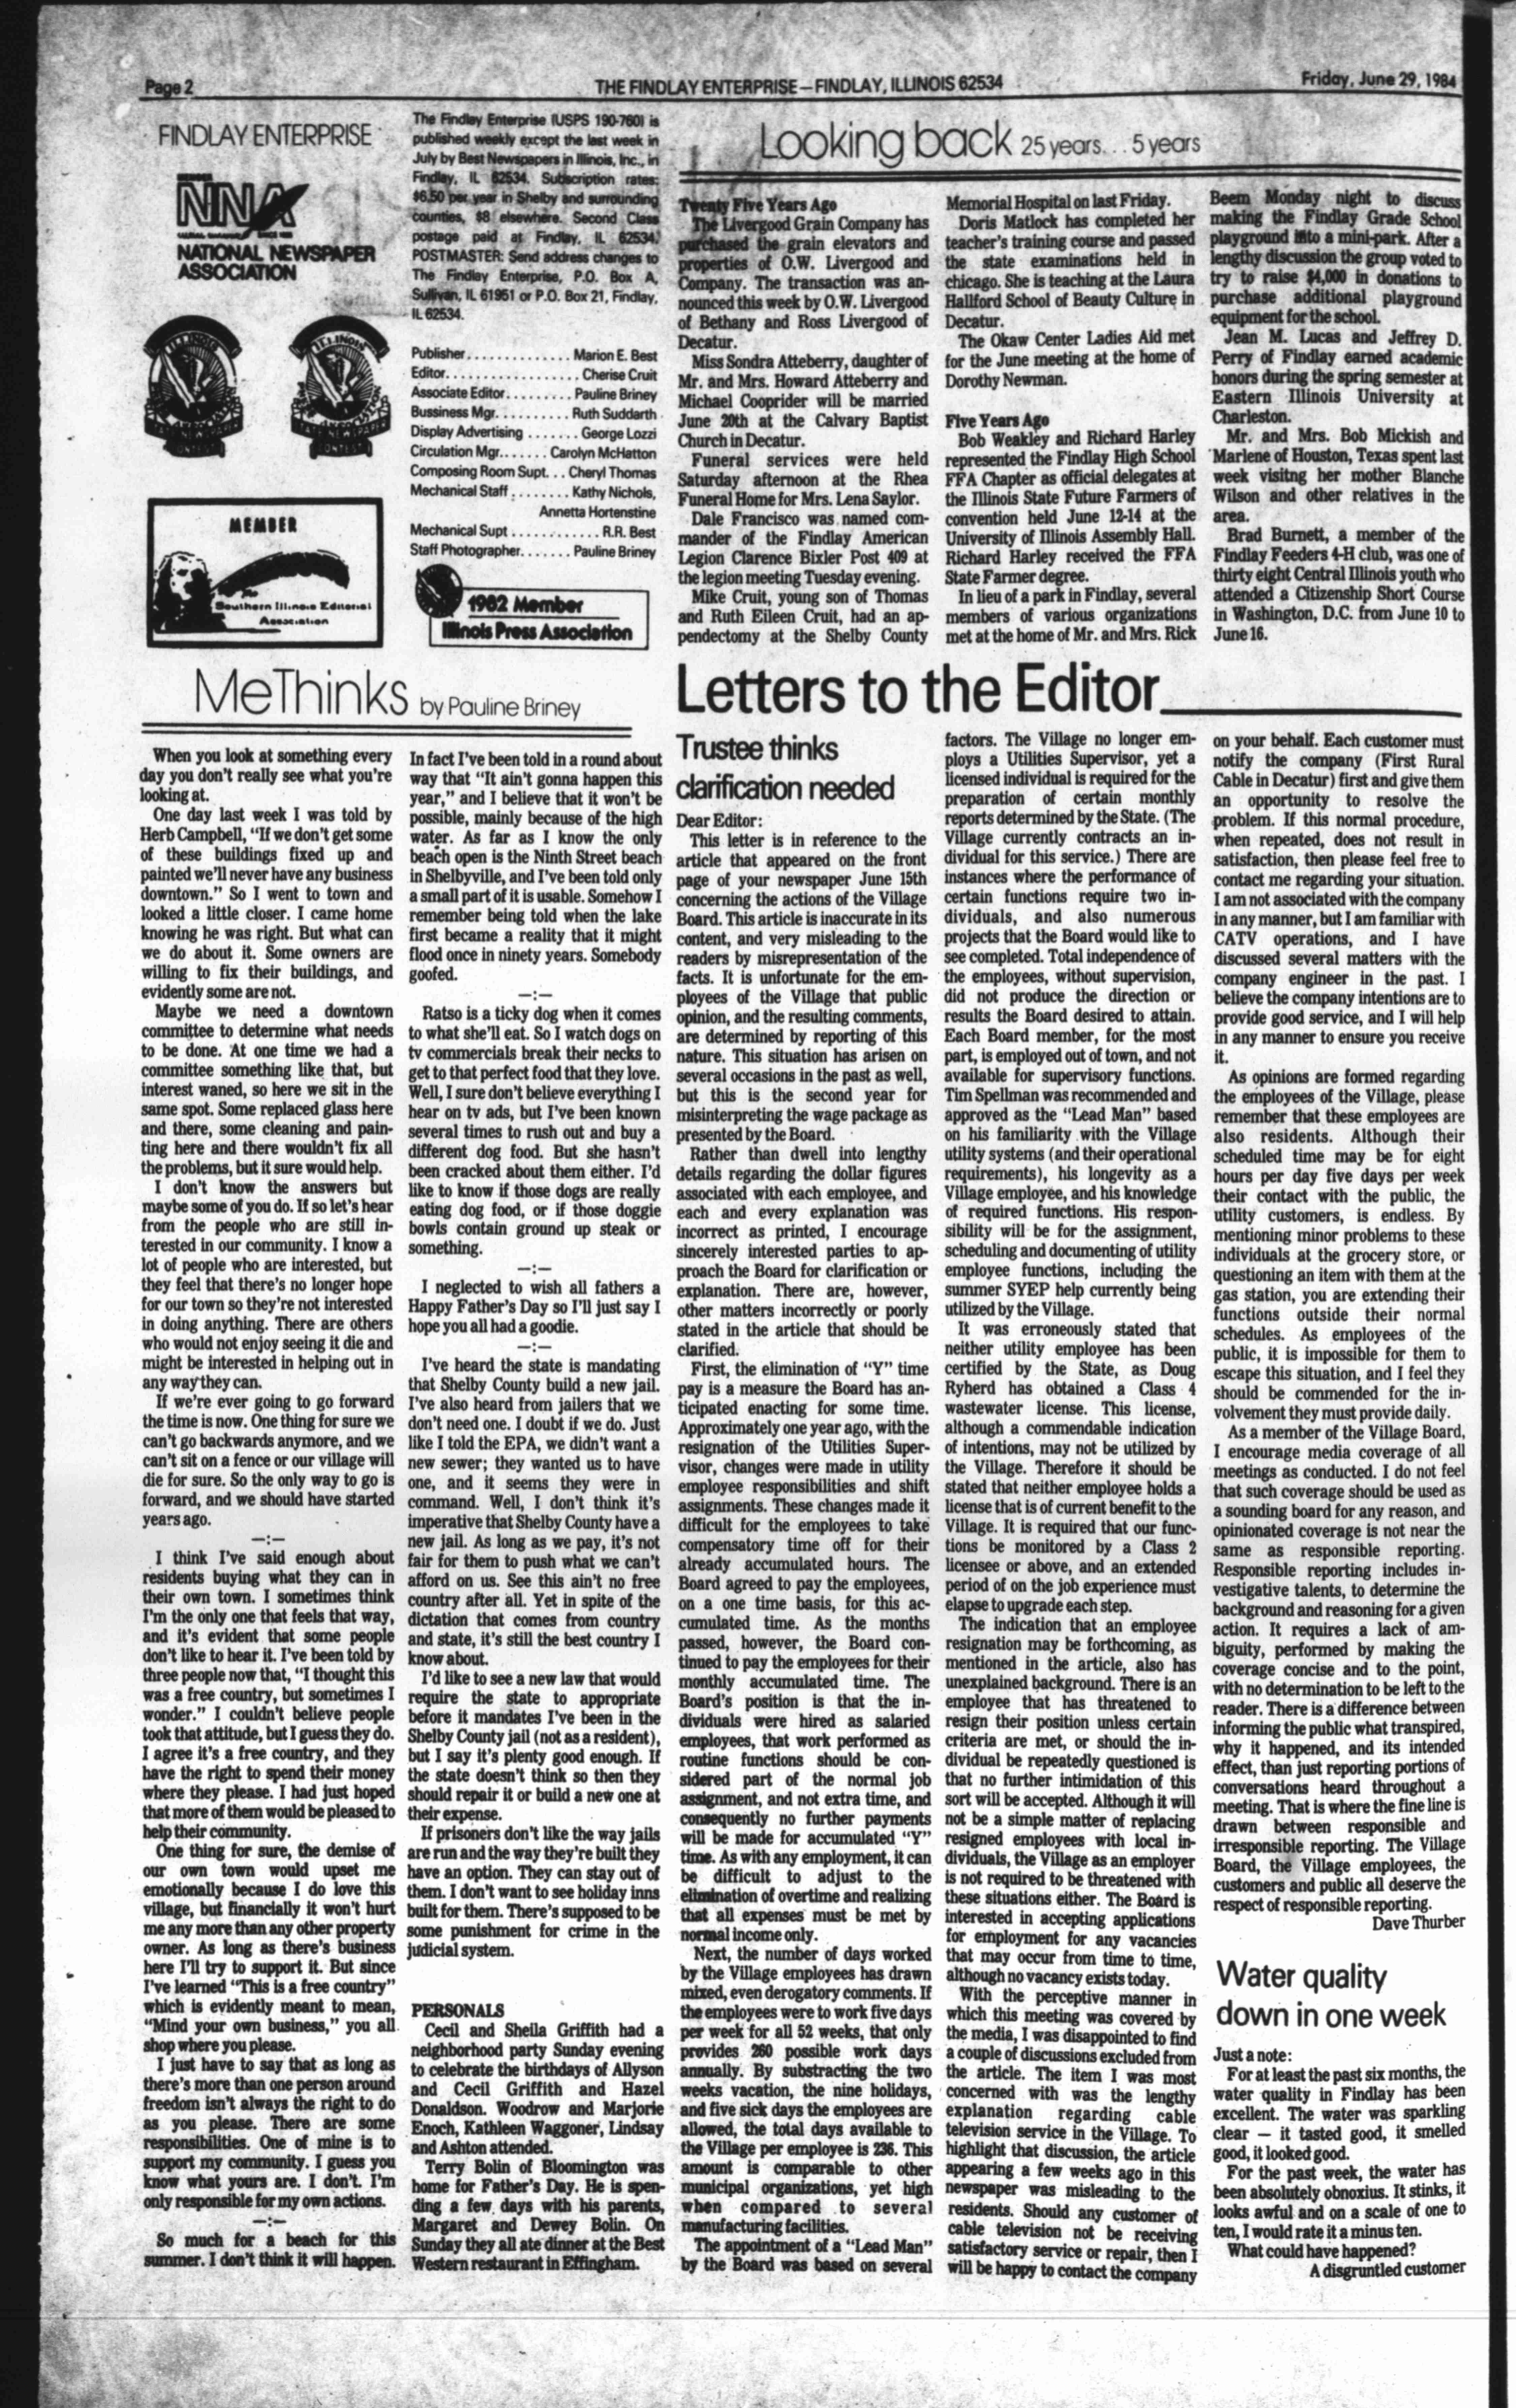 Page 2
THE FINDLAY ENTERPRISE—FINDLAY, ILLINOIS 62534
Friday, June 29, 1984
FINDLAY ENTERPRISE
MEMBER
NNA
NATIONAL NEWSPAPER
ASSOCIATION
ILLINOIS
ILLINOIS
MEMBER
Southern Illinois Editorial
Association
The Findlay Enterprise (USPS 190-760) is
published weekly except the last week in
July by Best Newspapers in Illinois, Inc., in
Findlay, IL 62534. Subscription rates:
$6.50 per year in Shelby and surrounding
counties, $8 elsewhere. Second Class
postage paid at Findlay, IL 62534.
POSTMASTER: Send address changes to
The Findlay Enterprise, P.O. Box A,
Sullivan, IL 61951 or P.O. Box 21, Findlay,
IL 62534.
Publisher.............. Marion E. Best
Editor.................. Cherise Cruit
Associate Editor......... Pauline Briney
Bussiness Mgr.......... Ruth Suddarth
Display Advertising ....... George Lozzi
Circulation Mgr....... Carolyn McHatton
Composing Room Supt. .. Cheryl Thomas
Mechanical Staff ........ Kathy Nichols,
Annetta Hortenstine
Mechanical Supt ............ R.R. Best
Staff Photographer....... Pauline Briney
1982 Member
Illinois Press Association
Looking back 25 years. . . 5 years
Twenty Five Years Ago
The Livergood Grain Company has
purchased the grain elevators and
properties of O.W. Livergood and
Company. The transaction was an-
nounced this week by O.W. Livergood
of Bethany and Ross Livergood of
Decatur.
Miss Sondra Atteberry, daughter of
Mr. and Mrs. Howard Atteberry and
Michael Cooprider will be married
June 20th at the Calvary Baptist
Church in Decatur.
Funeral services were held
Saturday afternoon at the Rhea
Funeral Home for Mrs. Lena Saylor.
Dale Francisco was named com-
mander of the Findlay American
Legion Clarence Bixler Post 409 at
the legion meeting Tuesday evening.
Mike Cruit, young son of Thomas
and Ruth Eileen Cruit, had an ap-
pendectomy at the Shelby County
Memorial Hospital on last Friday.
Doris Matlock has completed her
teacher's training course and passed
the state examinations held in
chicago. She is teaching at the Laura
Hallford School of Beauty Culture in
Decatur.
The Okaw Center Ladies Aid met
for the June meeting at the home of
Dorothy Newman.
Five Years Ago
Bob Weakley and Richard Harley
represented the Findlay High School
FFA Chapter as official delegates at
the Illinois State Future Farmers of
convention held June 12-14 at the
University of Illinois Assembly Hall.
Richard Harley received the FFA
State Farmer degree.
In lieu of a park in Findlay, several
members of various organizations
met at the home of Mr. and Mrs. Rick
Beem Monday night to discuss
making the Findlay Grade School
playground into a mini-park. After a
lengthy discussion the group voted to
try to raise $4,000 in donations to
purchase additional playground
equipment for the school.
Jean M. Lucas and Jeffrey D.
Perry of Findlay earned academic
honors during the spring semester at
Eastern Illinois University at
Charleston.
Mr. and Mrs. Bob Mickish and
Marlene of Houston, Texas spent last
week visitng her mother Blanche
Wilson and other relatives in the
area.
Brad Burnett, a member of the
Findlay Feeders 4-H club, was one of
thirty eight Central Illinois youth who
attended a Citizenship Short Course
in Washington, D.C. from June 10 to
June 16.
MeThinks by Pauline Briney
When you look at something every
day you don't really see what you're
looking at.
One day last week I was told by
Herb Campbell, "If we don't get some
of these buildings fixed up and
painted we'll never have any business
downtown." So I went to town and
looked a little closer. I came home
knowing he was right. But what can
we do about it. Some owners are
willing to fix their buildings, and
evidently some are not.
Maybe we need a downtown
committee to determine what needs
to be done. At one time we had a
committee something like that, but
interest waned, so here we sit in the
same spot. Some replaced glass here
and there, some cleaning and pain-
ting here and there wouldn't fix all
the problems, but it sure would help.
I don't know the answers but
maybe some of you do. If so let's hear
from the people who are still in-
terested in our community. I know a
lot of people who are interested, but
they feel that there's no longer hope
for our town so they're not interested
in doing anything. There are others
who would not enjoy seeing it die and
might be interested in helping out in
any way they can.
If we're ever going to go forward
the time is now. One thing for sure we
can't go backwards anymore, and we
can't sit on a fence or our village will
die for sure. So the only way to go is
forward, and we should have started
years ago.
—:—
I think I've said enough about
residents buying what they can in
their own town. I sometimes think
I'm the only one that feels that way,
and it's evident that some people
don't like to hear it. I've been told by
three people now that, "I thought this
was a free country, but sometimes I
wonder." I couldn't believe people
took that attitude, but I guess they do.
I agree it's a free country, and they
have the right to spend their money
where they please. I had just hoped
that more of them would be pleased to
help their community.
One thing for sure, the demise of
our own town would upset me
emotionally because I do love this
village, but financially it won't hurt
me any more than any other property
owner. As long as there's business
here I'll try to support it. But since
I've learned "This is a free country"
which is evidently meant to mean,
"Mind your own business," you all
shop where you please.
I just have to say that as long as
there's more than one person around
freedom isn't always the right to do
as you please. There are some
responsibilities. One of mine is to
support my community. I guess you
know what yours are. I don't. I'm
only responsible for my own actions.
—:—
So much for a beach for this
summer. I don't think it will happen.
In fact I've been told in a round about
way that "It ain't gonna happen this
year," and I believe that it won't be
possible, mainly because of the high
water. As far as I know the only
beach open is the Ninth Street beach
in Shelbyville, and I've been told only
a small part of it is usable. Somehow I
remember being told when the lake
first became a reality that it might
flood once in ninety years. Somebody
goofed.
—:—
Ratso is a ticky dog when it comes
to what she'll eat. So I watch dogs on
tv commercials break their necks to
get to that perfect food that they love.
Well, I sure don't believe everything I
hear on tv ads, but I've been known
several times to rush out and buy a
different dog food. But she hasn't
been cracked about them either. I'd
like to know if those dogs are really
eating dog food, or if those doggie
bowls contain ground up steak or
something.
—:—
I neglected to wish all fathers a
Happy Father's Day so I'll just say I
hope you all had a goodie.
—:—
I've heard the state is mandating
that Shelby County build a new jail.
I've also heard from jailers that we
don't need one. I doubt if we do. Just
like I told the EPA, we didn't want a
new sewer; they wanted us to have
one, and it seems they were in
command. Well, I don't think it's
imperative that Shelby County have a
new jail. As long as we pay, it's not
fair for them to push what we can't
afford on us. See this ain't no free
country after all. Yet in spite of the
dictation that comes from country
and state, it's still the best country I
know about.
I'd like to see a new law that would
require the state to appropriate
before it mandates I've been in the
Shelby County jail (not as a resident),
but I say it's plenty good enough. If
the state doesn't think so then they
should repair it or build a new one at
their expense.
If prisoners don't like the way jails
are run and the way they're built they
have an option. They can stay out of
them. I don't want to see holiday inns
built for them. There's supposed to be
some punishment for crime in the
judicial system.
PERSONALS
Cecil and Sheila Griffith had a
neighborhood party Sunday evening
to celebrate the birthdays of Allyson
and Cecil Griffith and Hazel
Donaldson. Woodrow and Marjorie
Enoch, Kathleen Waggoner, Lindsay
and Ashton attended.
Terry Bolin of Bloomington was
home for Father's Day. He is spen-
ding a few days with his parents,
Margaret and Dewey Bolin. On
Sunday they all ate dinner at the Best
Western restaurant in Effingham.
Letters to the Editor
Trustee thinks
clarification needed
Dear Editor:
This letter is in reference to the
article that appeared on the front
page of your newspaper June 15th
concerning the actions of the Village
Board. This article is inaccurate in its
content, and very misleading to the
readers by misrepresentation of the
facts. It is unfortunate for the em-
ployees of the Village that public
opinion, and the resulting comments,
are determined by reporting of this
nature. This situation has arisen on
several occasions in the past as well,
but this is the second year for
misinterpreting the wage package as
presented by the Board.
Rather than dwell into lengthy
details regarding the dollar figures
associated with each employee, and
each and every explanation was
incorrect as printed, I encourage
sincerely interested parties to ap-
proach the Board for clarification or
explanation. There are, however,
other matters incorrectly or poorly
stated in the article that should be
clarified.
First, the elimination of "Y" time
pay is a measure the Board has an-
ticipated enacting for some time.
Approximately one year ago, with the
resignation of the Utilities Super-
visor, changes were made in utility
employee responsibilities and shift
assignments. These changes made it
difficult for the employees to take
compensatory time off for their
already accumulated hours. The
Board agreed to pay the employees,
on a one time basis, for this ac-
cumulated time. As the months
passed, however, the Board con-
tinued to pay the employees for their
monthly accumulated time. The
Board's position is that the in-
dividuals were hired as salaried
employees, that work performed as
routine functions should be con-
sidered part of the normal job
assignment, and not extra time, and
consequently no further payments
will be made for accumulated "Y"
time. As with any employment, it can
be difficult to adjust to the
elimination of overtime and realizing
that all expenses must be met by
normal income only.
Next, the number of days worked
by the Village employees has drawn
mixed, even derogatory comments. If
the employees were to work five days
per week for all 52 weeks, that only
provides 260 possible work days
annually. By substracting the two
weeks vacation, the nine holidays,
and five sick days the employees are
allowed, the total days available to
the Village per employee is 236. This
amount is comparable to other
municipal organizations, yet high
when compared to several
manufacturing facilities.
The appointment of a "Lead Man"
by the Board was based on several
factors. The Village no longer em-
ploys a Utilities Supervisor, yet a
licensed individual is required for the
preparation of certain monthly
reports determined by the State. (The
Village currently contracts an in-
dividual for this service.) There are
instances where the performance of
certain functions require two in-
dividuals, and also numerous
projects that the Board would like to
see completed. Total independence of
the employees, without supervision,
did not produce the direction or
results the Board desired to attain.
Each Board member, for the most
part, is employed out of town, and not
available for supervisory functions.
Tim Spellman was recommended and
approved as the "Lead Man" based
on his familiarity with the Village
utility systems (and their operational
requirements), his longevity as a
Village employee, and his knowledge
of required functions. His respon-
sibility will be for the assignment,
scheduling and documenting of utility
employee functions, including the
summer SYEP help currently being
utilized by the Village.
It was erroneously stated that
neither utility employee has been
certified by the State, as Doug
Ryherd has obtained a Class 4
wastewater license. This license,
although a commendable indication
of intentions, may not be utilized by
the Village. Therefore it should be
stated that neither employee holds a
license that is of current benefit to the
Village. It is required that our func-
tions be monitored by a Class 2
licensee or above, and an extended
period of on the job experience must
elapse to upgrade each step.
The indication that an employee
resignation may be forthcoming, as
mentioned in the article, also has
unexplained background. There is an
employee that has threatened to
resign their position unless certain
criteria are met, or should the in-
dividual be repeatedly questioned is
that no further intimidation of this
sort will be accepted. Although it will
not be a simple matter of replacing
resigned employees with local in-
dividuals, the Village as an employer
is not required to be threatened with
these situations either. The Board is
interested in accepting applications
for employment for any vacancies
that may occur from time to time,
although no vacancy exists today.
With the perceptive manner in
which this meeting was covered by
the media, I was disappointed to find
a couple of discussions excluded from
the article. The item I was most
concerned with was the lengthy
explanation regarding cable
television service in the Village. To
highlight that discussion, the article
appearing a few weeks ago in this
newspaper was misleading to the
residents. Should any customer of
cable television not be receiving
satisfactory service or repair, then I
will be happy to contact the company
on your behalf. Each customer must
notify the company (First Rural
Cable in Decatur) first and give them
an opportunity to resolve the
problem. If this normal procedure,
when repeated, does not result in
satisfaction, then please feel free to
contact me regarding your situation.
I am not associated with the company
in any manner, but I am familiar with
CATV operations, and I have
discussed several matters with the
company engineer in the past. I
believe the company intentions are to
provide good service, and I will help
in any manner to ensure you receive
it.
As opinions are formed regarding
the employees of the Village, please
remember that these employees are
also residents. Although their
scheduled time may be for eight
hours per day five days per week
their contact with the public, the
utility customers, is endless. By
mentioning minor problems to these
individuals at the grocery store, or
questioning an item with them at the
gas station, you are extending their
functions outside their normal
schedules. As employees of the
public, it is impossible for them to
escape this situation, and I feel they
should be commended for the in-
volvement they must provide daily.
As a member of the Village Board,
I encourage media coverage of all
meetings as conducted. I do not feel
that such coverage should be used as
a sounding board for any reason, and
opinionated coverage is not near the
same as responsible reporting.
Responsible reporting includes in-
vestigative talents, to determine the
background and reasoning for a given
action. It requires a lack of am-
biguity, performed by making the
coverage concise and to the point,
with no determination to be left to the
reader. There is a difference between
informing the public what transpired,
why it happened, and its intended
effect, than just reporting portions of
conversations heard throughout a
meeting. That is where the fine line is
drawn between responsible and
irresponsible reporting. The Village
Board, the Village employees, the
customers and public all deserve the
respect of responsible reporting.
Dave Thurber
Water quality
down in one week
Just a note:
For at least the past six months, the
water quality in Findlay has been
excellent. The water was sparkling
clear — it tasted good, it smelled
good, it looked good.
For the past week, the water has
been absolutely obnoxius. It stinks, it
looks awful and on a scale of one to
ten, I would rate it a minus ten.
What could have happened?
A disgruntled customer